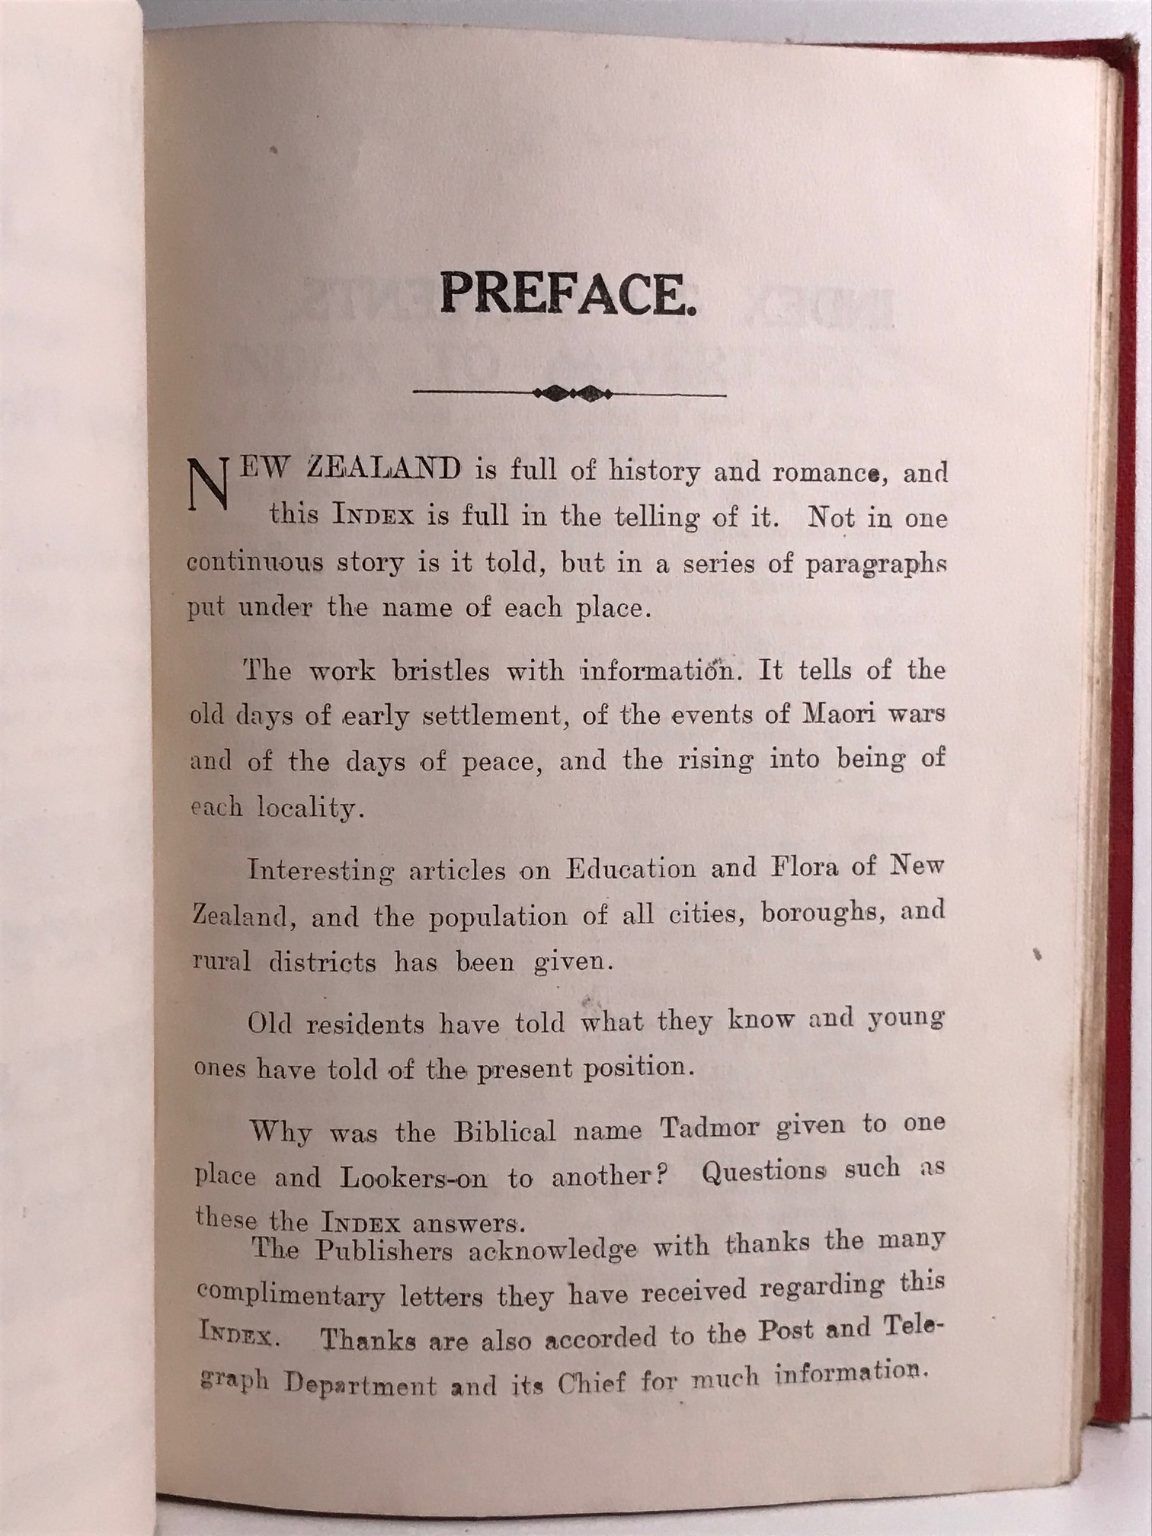 PREFACE.
NEW ZEALAND is full of history and romance, and
this INDEX is full in the telling of it. Not in one
continuous story is it told, but in a series of paragraphs
put under the name of each place.
The work bristles with information. It tells of the
old days of early settlement, of the events of Maori wars
and of the days of peace, and the rising into being of
each locality.
Interesting articles on Education and Flora of New
Zealand, and the population of all cities, boroughs, and
rural districts has been given.
Old residents have told what they know and young
ones have told of the present position.
Why was the Biblical name Tadmor given to one
place and Lookers-on to another? Questions such as
these the INDEX answers.
The Publishers acknowledge with thanks the many
complimentary letters they have received regarding this
INDEX. Thanks are also accorded to the Post and Tele-
graph Department and its Chief for much information.